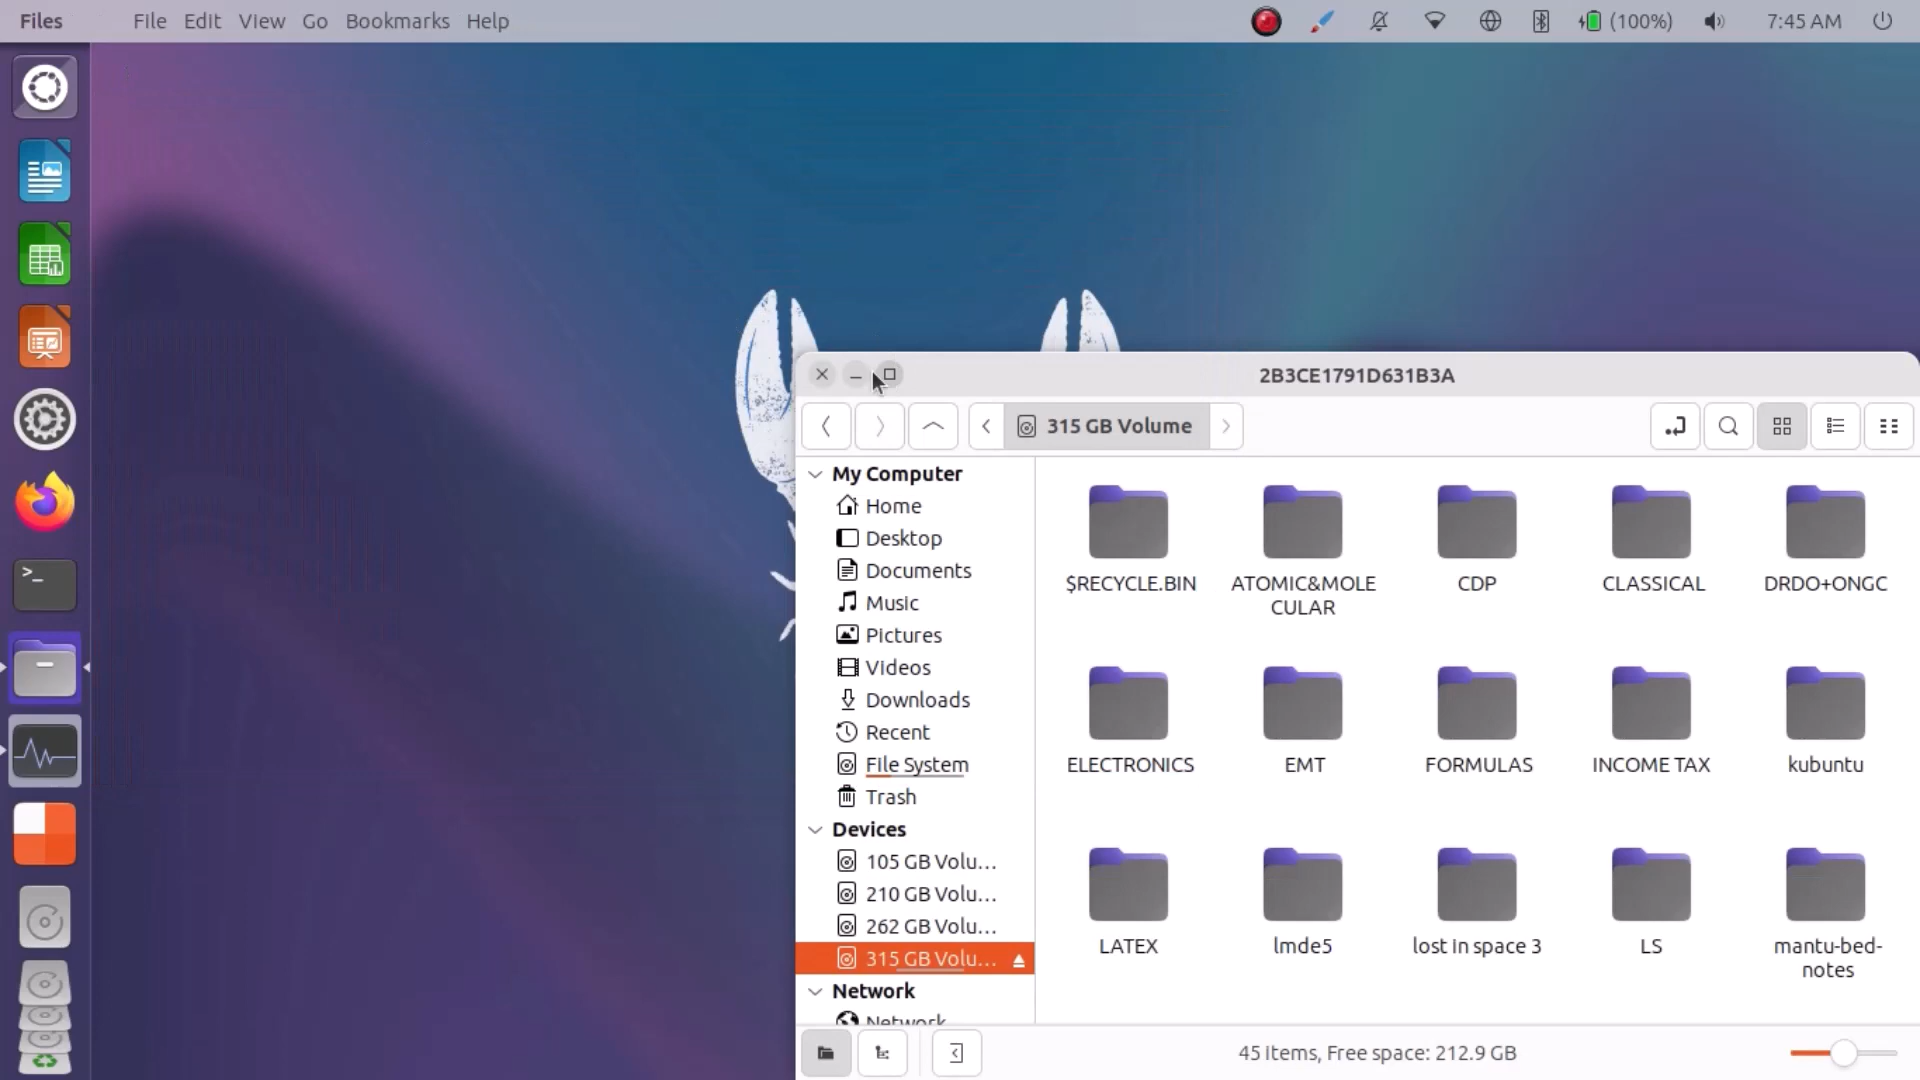 Files File Edit View Go Bookmarks Help (100%) 7:45 AM
2B3CE1791D631B3A
315 GB Volume
My Computer
Home
Desktop
Documents
Music
Pictures
Videos
Downloads
Recent
File System
Trash
Devices
105 GB Volu...
210 GB Volu...
262 GB Volu...
315 GB Volu...
Network
Network
$RECYCLE.BIN
ATOMIC&MOLE
CULAR
CDP
CLASSICAL
DRDO+ONGC
ELECTRONICS
EMT
FORMULAS
INCOME TAX
kubuntu
LATEX
lmde5
lost in space 3
LS
mantu-bed-
notes
45 items, Free space: 212.9 GB